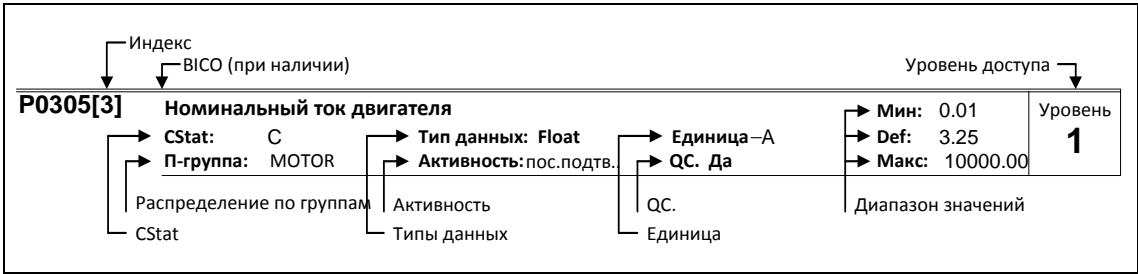 Индекс
BICO (при наличии)
Уровень доступа
P0305[3] Номинальный ток двигателя Мин: 0.01 Уровень
CStat: C Тип данных: Float Единица–А Def: 3.25 1
П-группа: MOTOR Активность: пос.подтв.. QC. Да Макс: 10000.00
Распределение по группам Активность QC. Диапазон значений
CStat Типы данных Единица